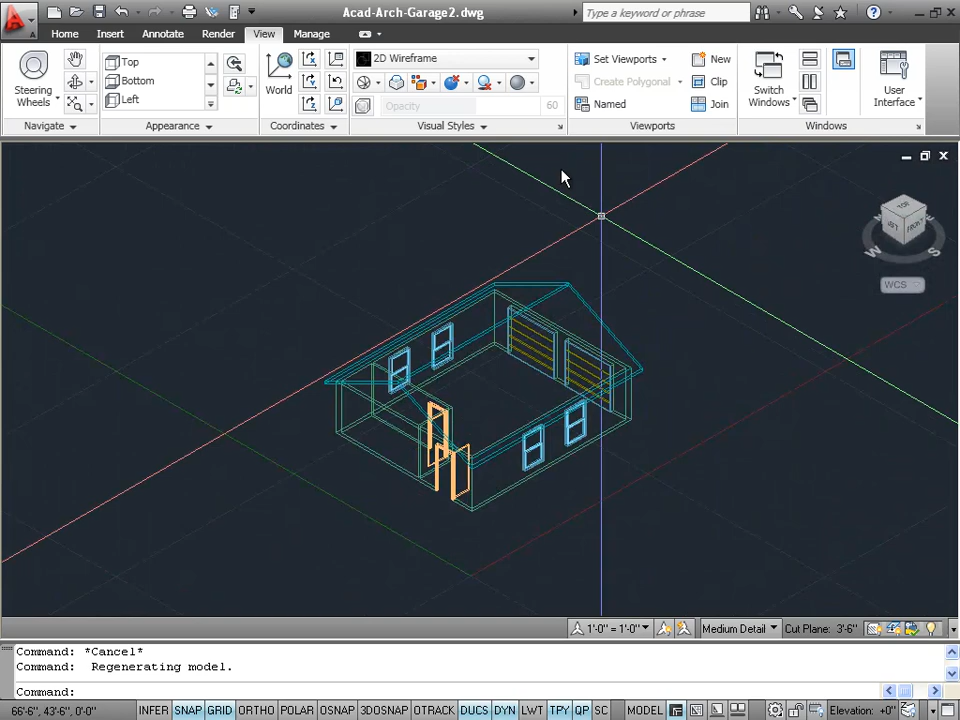 Acad-Arch-Garage2.dwg
Type a keyword or phrase
Home Insert Annotate Render View Manage
Steering Wheels
Navigate
Top
Bottom
Left
Appearance
World
Coordinates
2D Wireframe
Opacity 60
Visual Styles
Set Viewports New
Create Polygonal Clip
Named Join
Viewports
Switch Windows
Windows
User Interface
TOP
LEFT FRONT
W S
WCS
1'-0" = 1'-0" Medium Detail Cut Plane: 3'-6"
Command: *Cancel*
Command: Regenerating model.
Command:
66'-6", 43'-6", 0'-0" INFER SNAP GRID ORTHO POLAR OSNAP 3DOSNAP OTRACK DUCS DYN LWT TPY QP SC MODEL Elevation: +0"